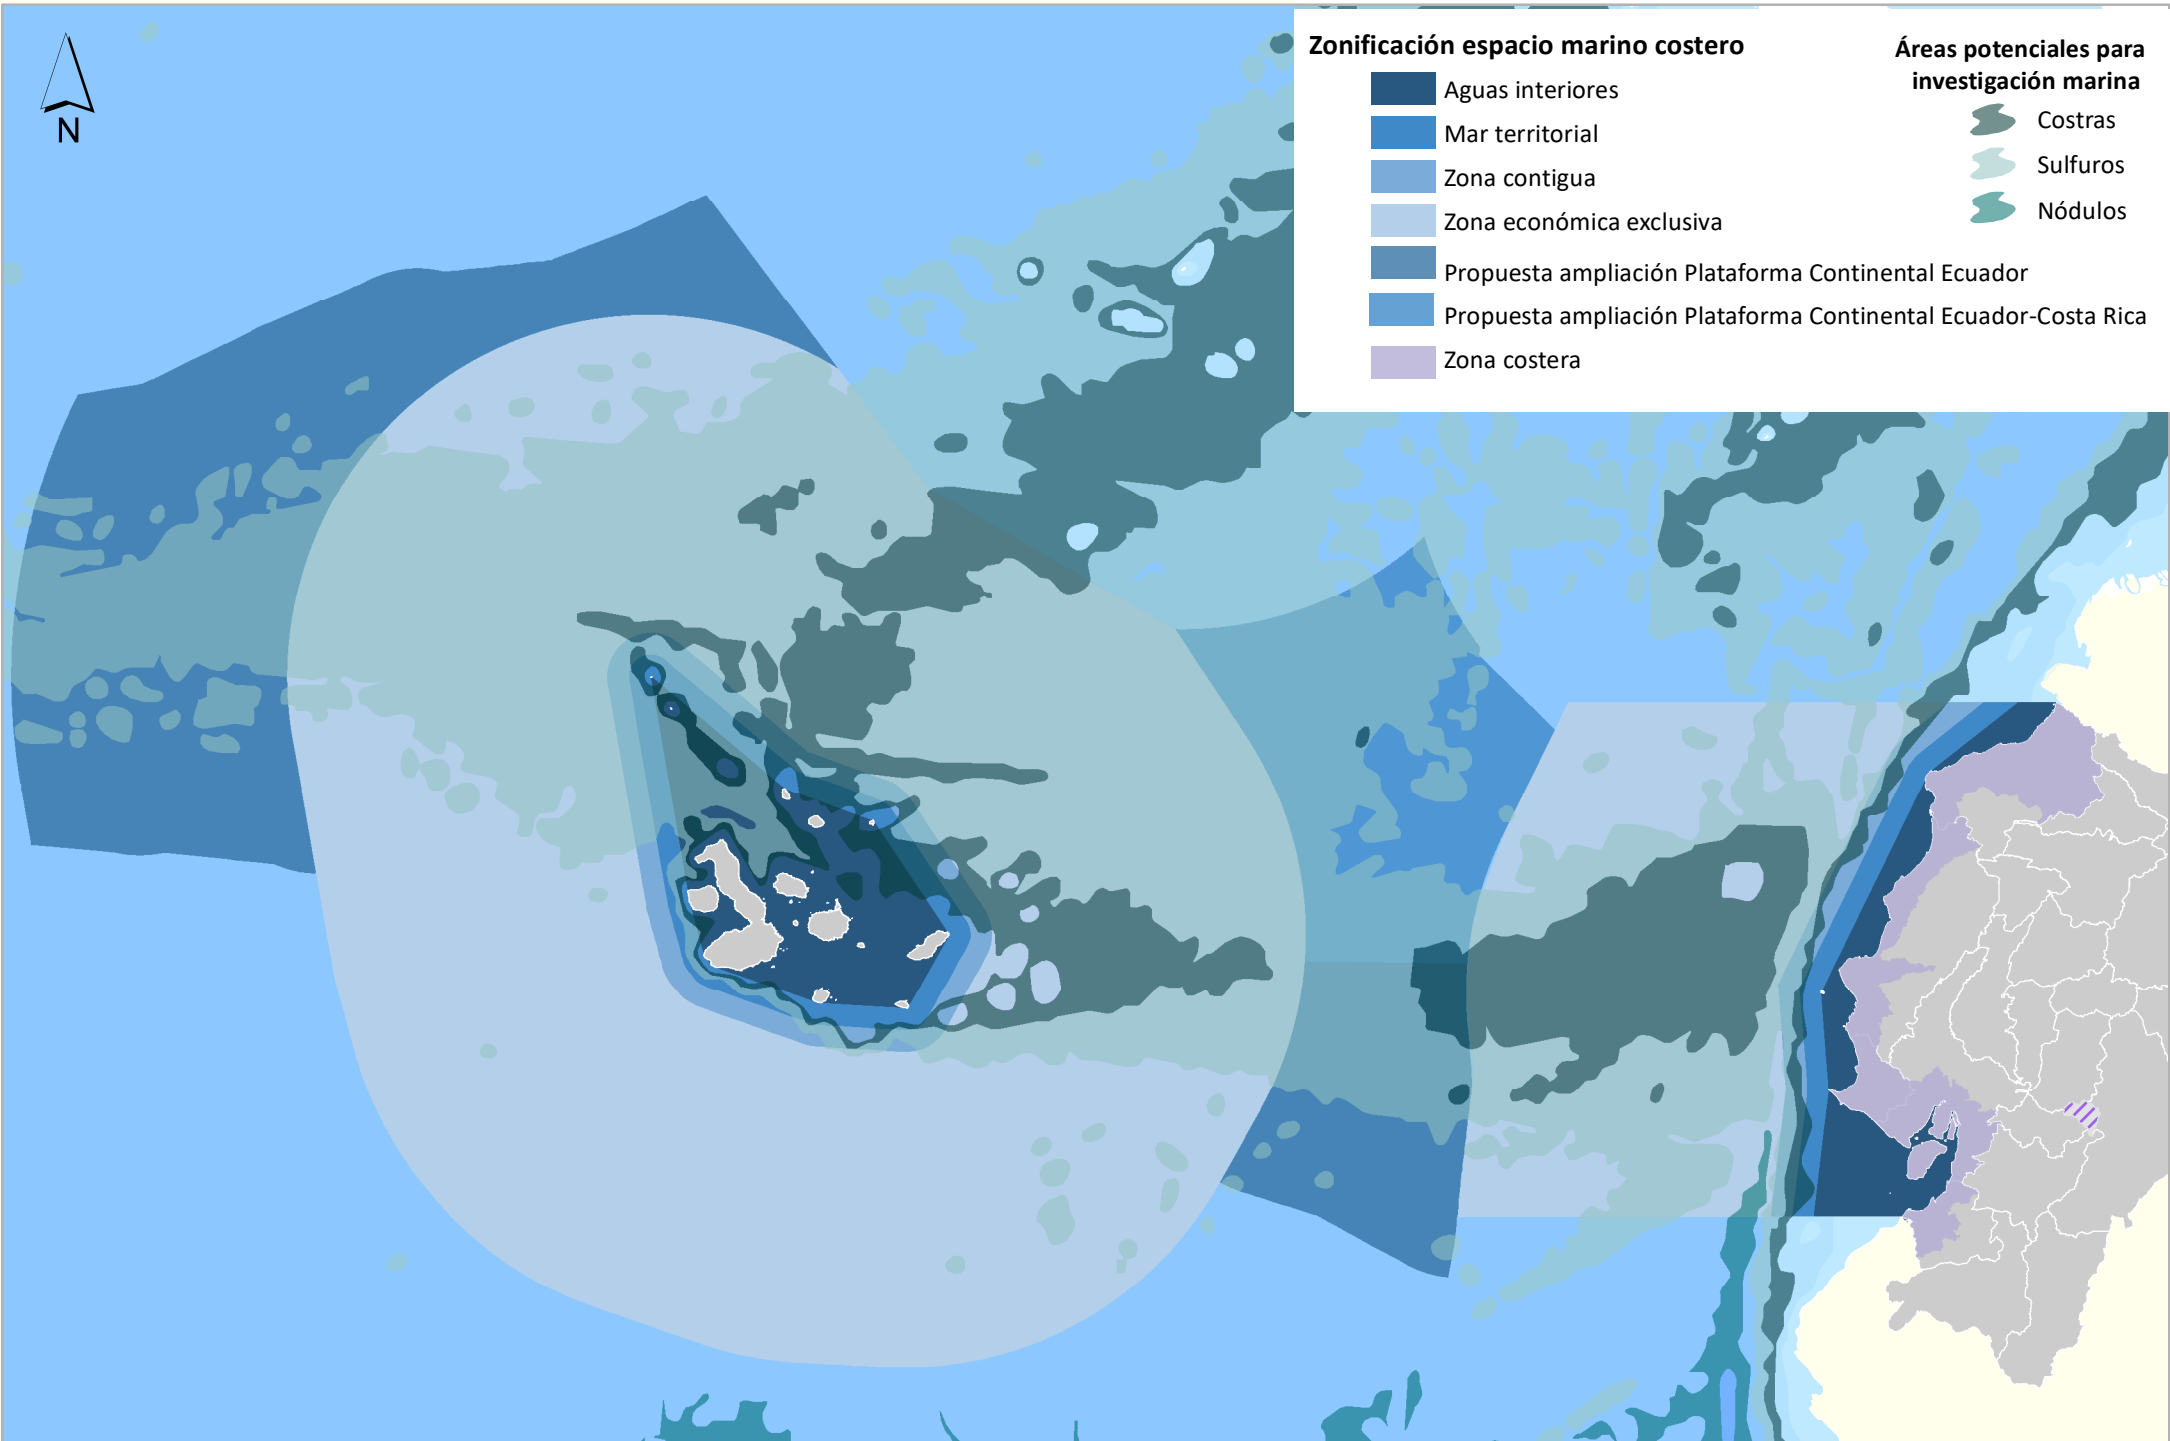 N
Zonificación espacio marino costero
Aguas interiores
Mar territorial
Zona contigua
Zona económica exclusiva
Propuesta ampliación Plataforma Continental Ecuador
Propuesta ampliación Plataforma Continental Ecuador-Costa Rica
Zona costera
Áreas potenciales para
investigación marina
Costras
Sulfuros
Nódulos